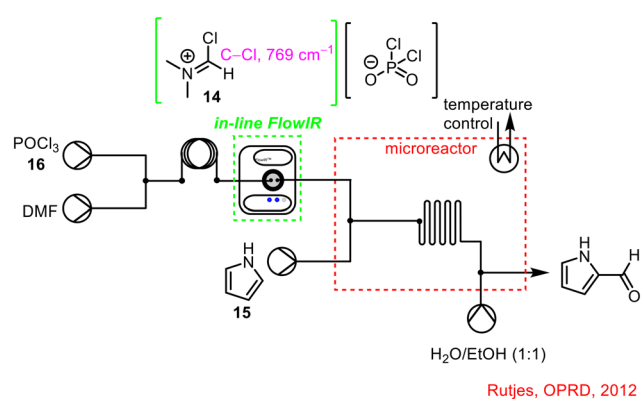 Cl
C–Cl, 769 cm⁻¹
N
⊕
H
14
⊖
O
P
Cl
Cl
O
in-line FlowIR
temperature
control
microreactor
POCl₃
16
DMF
H
N
15
H
N
H
O
H₂O/EtOH (1:1)
Rutjes, OPRD, 2012